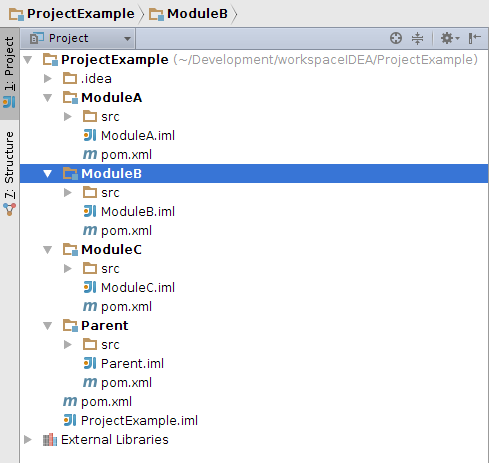 ProjectExample ModuleB
Project
1: Project
7: Structure
ProjectExample (~/Development/workspaceIDEA/ProjectExample)
.idea
ModuleA
src
ModuleA.iml
pom.xml
ModuleB
src
ModuleB.iml
pom.xml
ModuleC
src
ModuleC.iml
pom.xml
Parent
src
Parent.iml
pom.xml
pom.xml
ProjectExample.iml
External Libraries